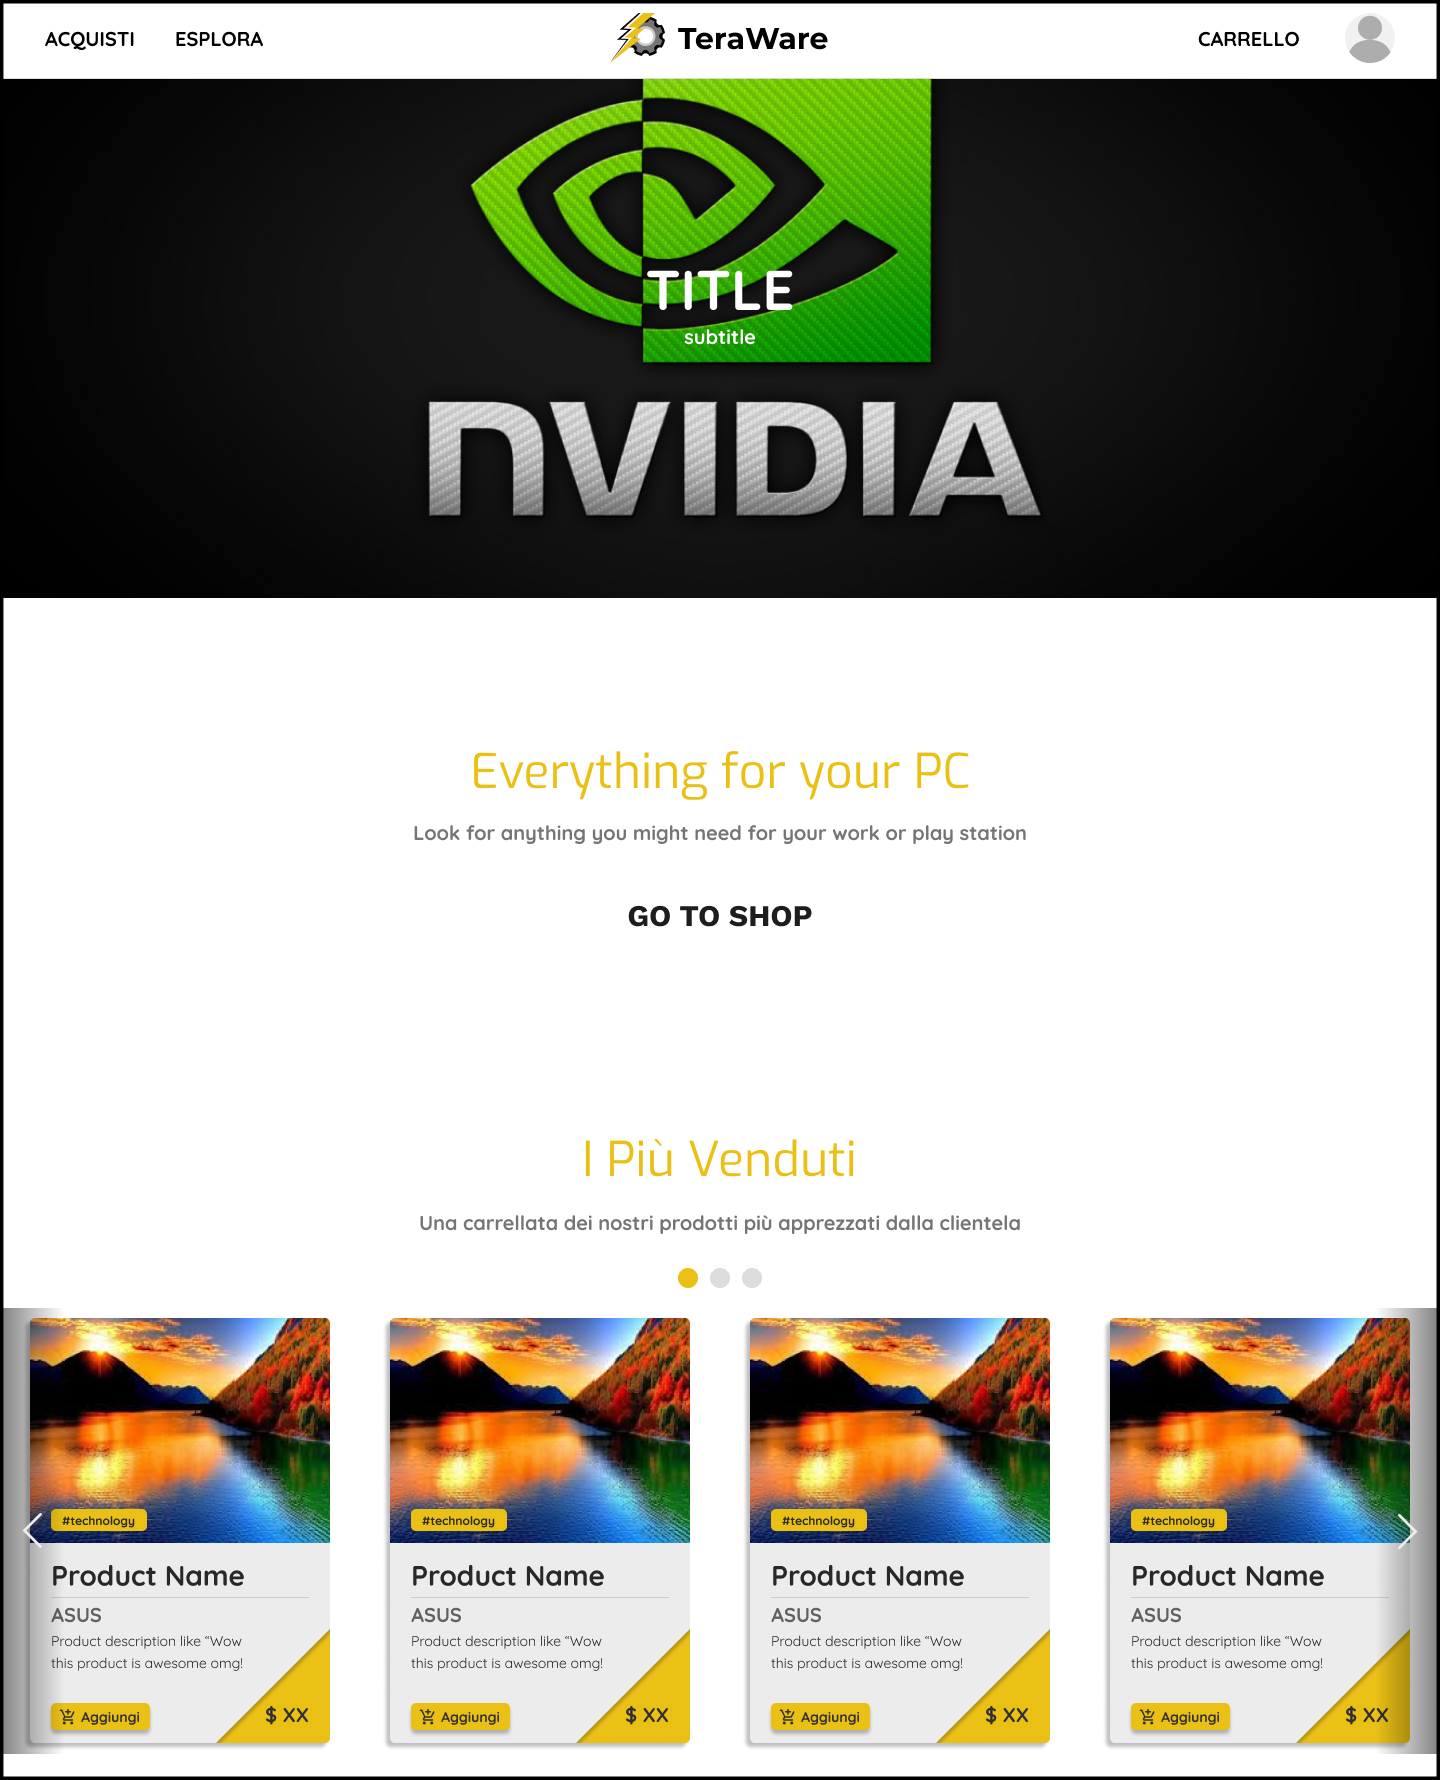 ACQUISTI ESPLORA TeraWare CARRELLO
TITLE
subtitle
nVIDIA
Everything for your PC
Look for anything you might need for your work or play station
GO TO SHOP
I Più Venduti
Una carrellata dei nostri prodotti più apprezzati dalla clientela
#technology
Product Name
ASUS
Product description like “Wow
this product is awesome omg!
Aggiungi $ XX
#technology
Product Name
ASUS
Product description like “Wow
this product is awesome omg!
Aggiungi $ XX
#technology
Product Name
ASUS
Product description like “Wow
this product is awesome omg!
Aggiungi $ XX
#technology
Product Name
ASUS
Product description like “Wow
this product is awesome omg!
Aggiungi $ XX